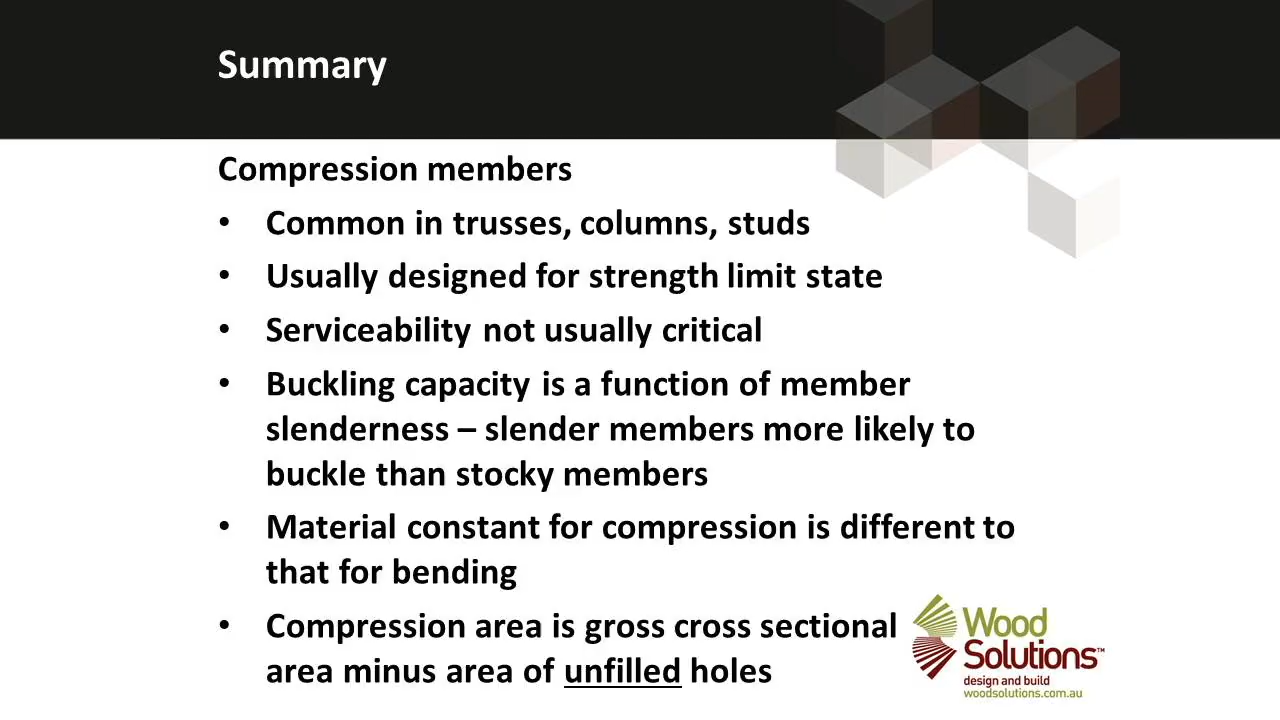 Summary
Compression members
• Common in trusses, columns, studs
• Usually designed for strength limit state
• Serviceability not usually critical
• Buckling capacity is a function of member
slenderness – slender members more likely to
buckle than stocky members
• Material constant for compression is different to
that for bending
• Compression area is gross cross sectional
area minus area of unfilled holes
Wood
Solutions™
design and build
woodsolutions.com.au